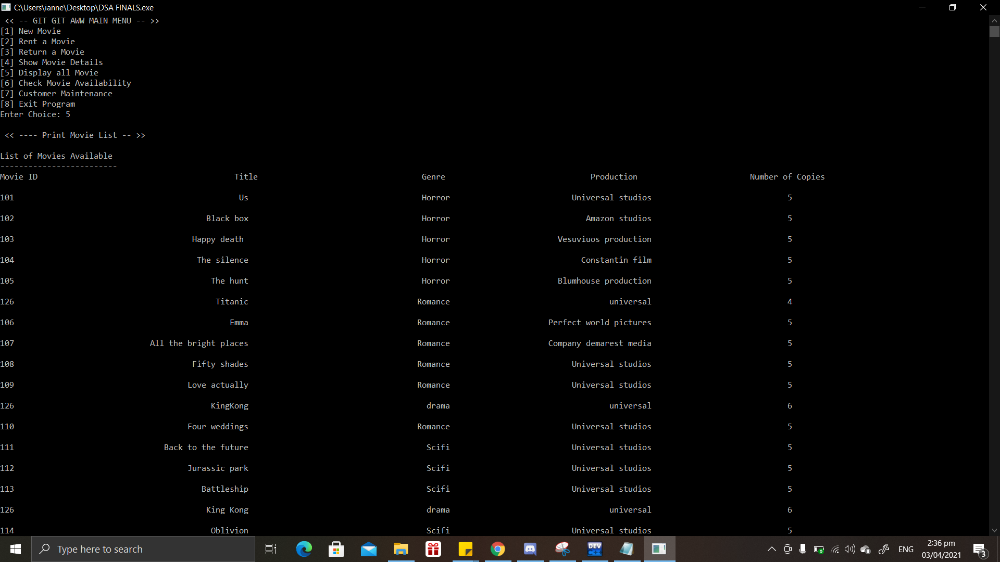 C:\Users\ianne\Desktop\DSA FINALS.exe
<< -- GIT GIT AWW MAIN MENU -- >>
[1] New Movie
[2] Rent a Movie
[3] Return a Movie
[4] Show Movie Details
[5] Display all Movie
[6] Check Movie Availability
[7] Customer Maintenance
[8] Exit Program
Enter Choice: 5
<< ---- Print Movie List -- >>
List of Movies Available
-------------------------
Movie ID Title Genre Production Number of Copies
101 Us Horror Universal studios 5
102 Black box Horror Amazon studios 5
103 Happy death Horror Vesuviuos production 5
104 The silence Horror Constantin film 5
105 The hunt Horror Blumhouse production 5
126 Titanic Romance universal 4
106 Emma Romance Perfect world pictures 5
107 All the bright places Romance Company demarest media 5
108 Fifty shades Romance Universal studios 5
109 Love actually Romance Universal studios 5
126 KingKong drama universal 6
110 Four weddings Romance Universal studios 5
111 Back to the future Scifi Universal studios 5
112 Jurassic park Scifi Universal studios 5
113 Battleship Scifi Universal studios 5
126 King Kong drama universal 6
114 Oblivion Scifi Universal studios 5
Type here to search
DEV
ENG
2:36 pm
03/04/2021
3